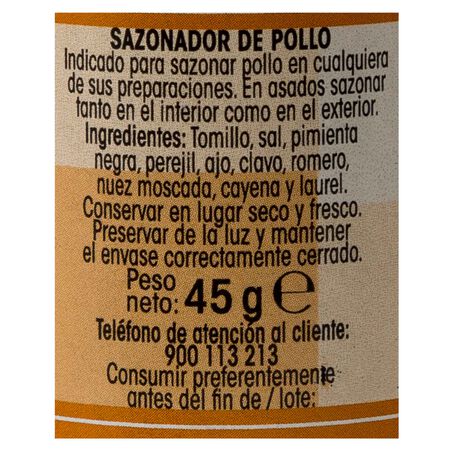 SAZONADOR DE POLLO
Indicado para sazonar pollo en cualquiera
de sus preparaciones. En asados sazonar
tanto en el interior como en el exterior.
Ingredientes: Tomillo, sal, pimienta
negra, perejil, ajo, clavo, romero,
nuez moscada, cayena y laurel.
Conservar en lugar seco y fresco.
Preservar de la luz y mantener
el envase correctamente cerrado.
Peso
neto: 45 g ℮
Teléfono de atención al cliente:
900 113 213
Consumir preferentemente
antes del fin de / lote: